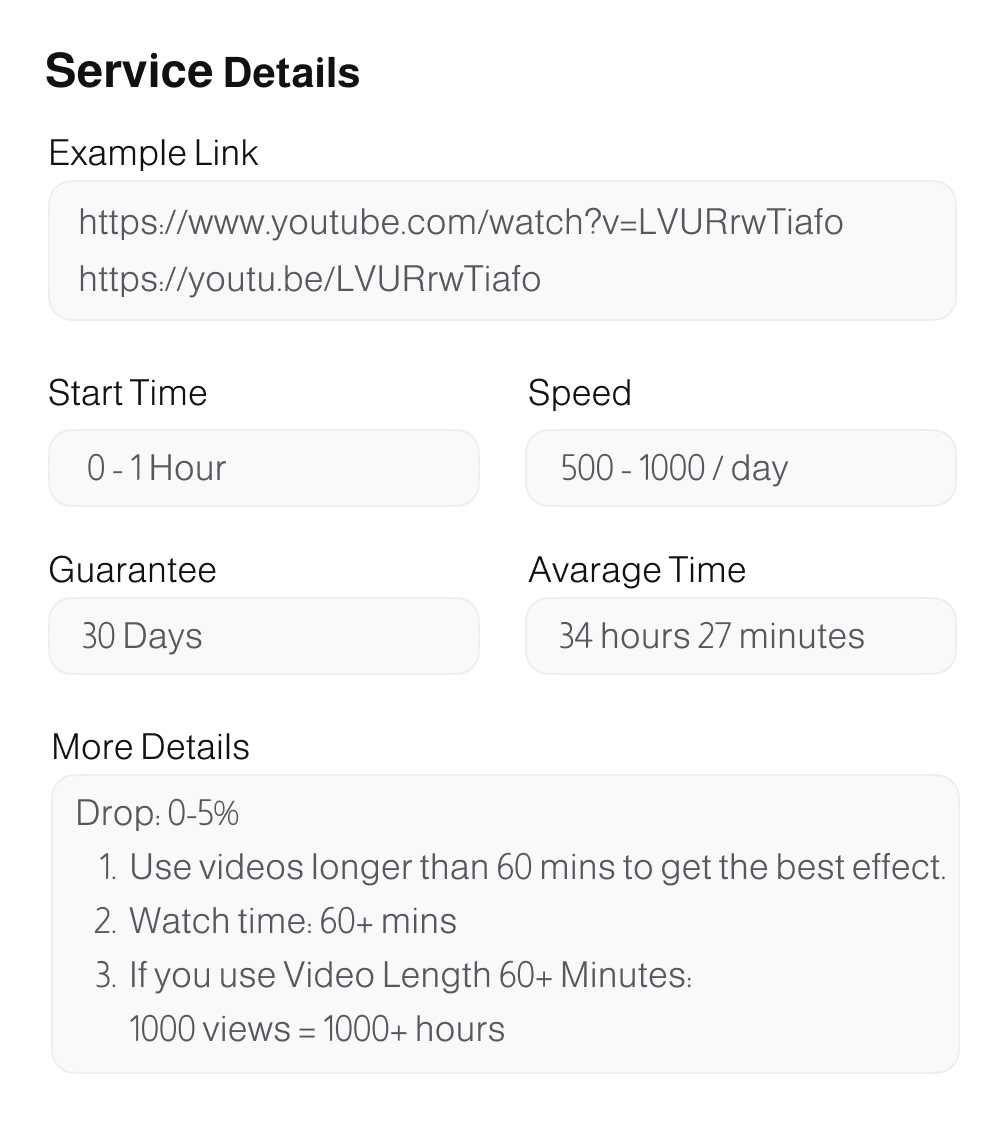 Service Details
Example Link
https://www.youtube.com/watch?v=LVURrwTiafo
https://youtu.be/LVURrwTiafo
Start Time
Speed
0 - 1 Hour
500 - 1000 / day
Guarantee
Avarage Time
30 Days
34 hours 27 minutes
More Details
Drop: 0-5%
1. Use videos longer than 60 mins to get the best effect.
2. Watch time: 60+ mins
3. If you use Video Length 60+ Minutes:
1000 views = 1000+ hours